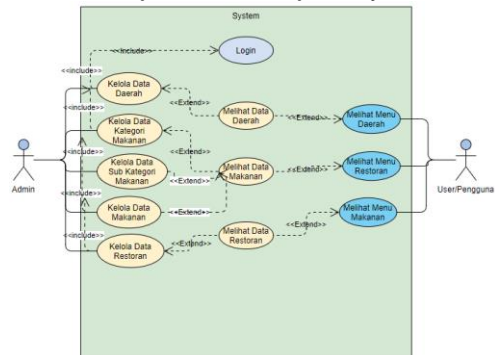 System
Login
<<Include>>
<<include>>
Kelola Data
Daerah
<<Extend>>
Melihat Data
Daerah
<<Extend>>
Melihat Menu
Daerah
<<include>>
Kelola Data
Kategori
Makanan
Melihat Menu
Restoran
Kelola Data
Sub Kategori
Makanan
<<Extend>>
Melihat Data
Makanan
<<Extend>>
Admin
User/Pengguna
<<include>>
Kelola Data
Makanan
<<Extend>>
Melihat Menu
Makanan
<<include>>
Kelola Data
Restoran
<<Extend>>
Melihat Data
Restoran
<<Extend>>